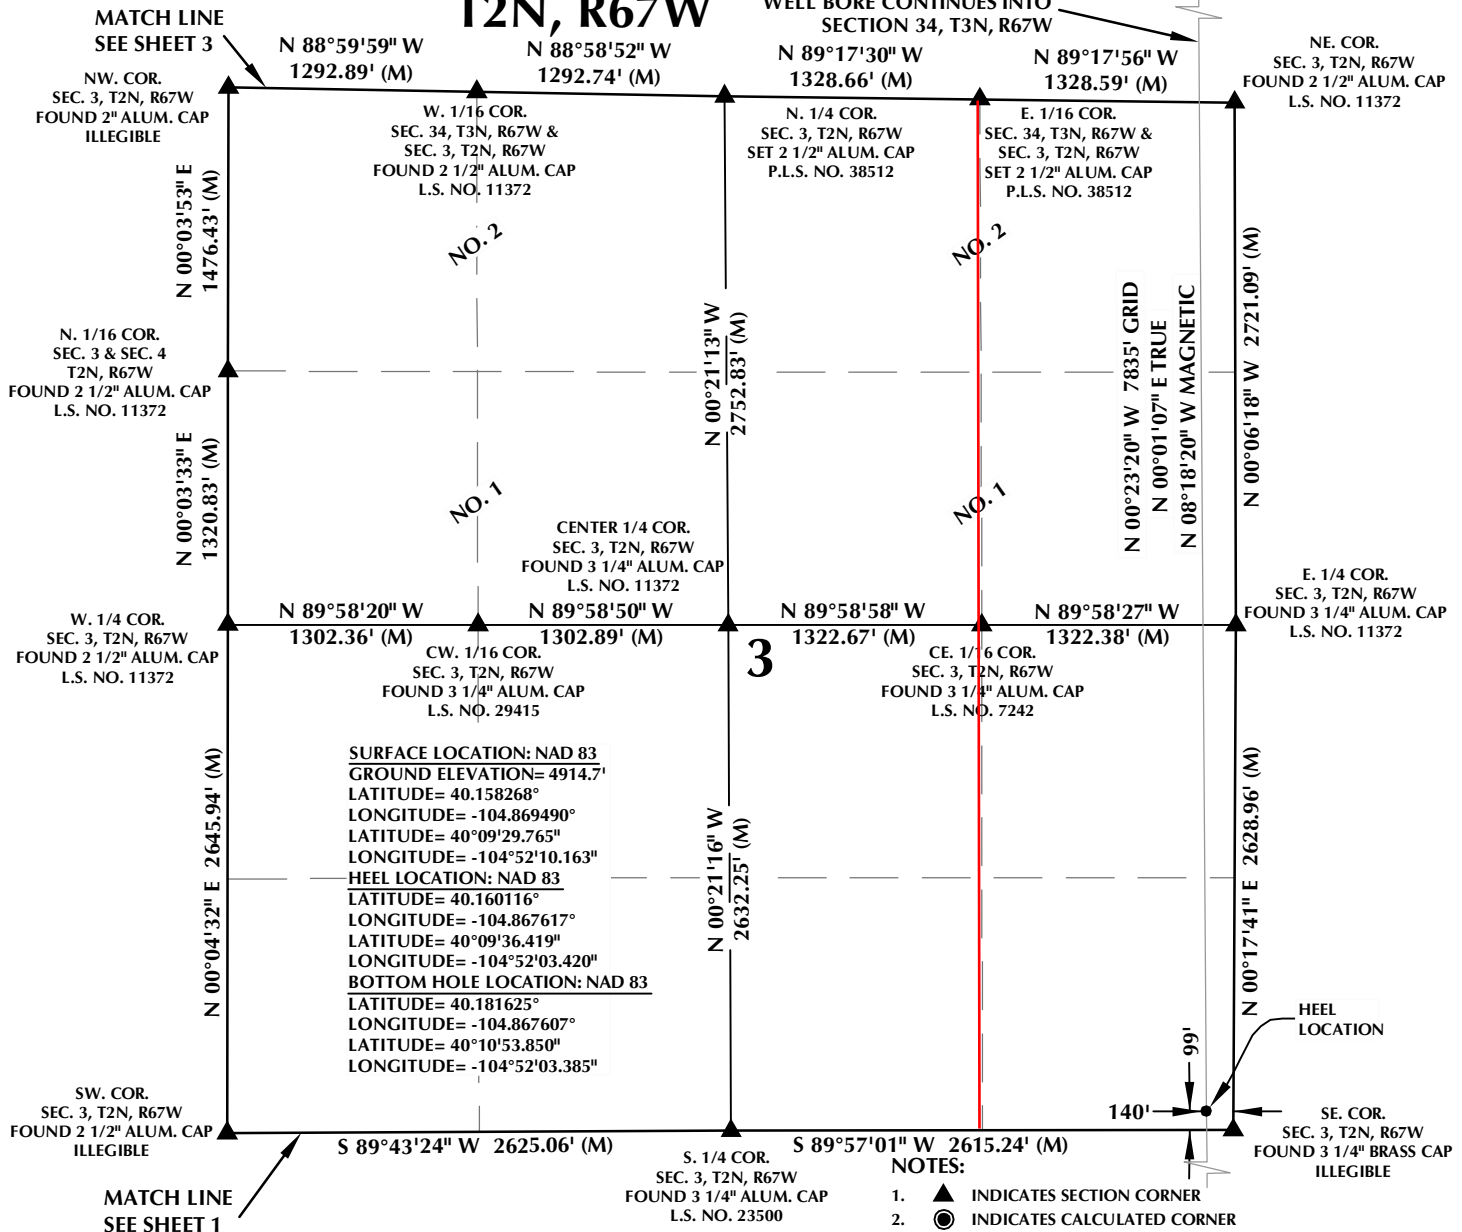 MATCH LINE
SEE SHEET 3
T2N, R67W
WELL BORE CONTINUES INTO
SECTION 34, T3N, R67W
N 88°59'59" W
1292.89' (M)
N 88°58'52" W
1292.74' (M)
N 89°17'30" W
1328.66' (M)
N 89°17'56" W
1328.59' (M)
NE. COR.
SEC. 3, T2N, R67W
FOUND 2 1/2" ALUM. CAP
L.S. NO. 11372
NW. COR.
SEC. 3, T2N, R67W
FOUND 2" ALUM. CAP
ILLEGIBLE
W. 1/16 COR.
SEC. 34, T3N, R67W &
SEC. 3, T2N, R67W
FOUND 2 1/2" ALUM. CAP
L.S. NO. 11372
N. 1/4 COR.
SEC. 3, T2N, R67W
SET 2 1/2" ALUM. CAP
P.L.S. NO. 38512
E. 1/16 COR.
SEC. 34, T3N, R67W &
SEC. 3, T2N, R67W
SET 2 1/2" ALUM. CAP
P.L.S. NO. 38512
N 00°03'53" E
1476.43' (M)
NO. 2
NO. 2
N. 1/16 COR.
SEC. 3 & SEC. 4
T2N, R67W
FOUND 2 1/2" ALUM. CAP
L.S. NO. 11372
N 00°21'13" W
2752.83' (M)
N 00°23'20" W 7835' GRID
N 00°01'07" E TRUE
N 08°18'20" W MAGNETIC
N 00°06'18" W 2721.09' (M)
N 00°03'33" E
1320.83' (M)
NO. 1
NO. 1
CENTER 1/4 COR.
SEC. 3, T2N, R67W
FOUND 3 1/4" ALUM. CAP
L.S. NO. 11372
W. 1/4 COR.
SEC. 3, T2N, R67W
FOUND 2 1/2" ALUM. CAP
L.S. NO. 11372
N 89°58'20" W
1302.36' (M)
N 89°58'50" W
1302.89' (M)
N 89°58'58" W
1322.67' (M)
N 89°58'27" W
1322.38' (M)
E. 1/4 COR.
SEC. 3, T2N, R67W
FOUND 3 1/4" ALUM. CAP
L.S. NO. 11372
CW. 1/16 COR.
SEC. 3, T2N, R67W
FOUND 3 1/4" ALUM. CAP
L.S. NO. 29415
3
CE. 1/16 COR.
SEC. 3, T2N, R67W
FOUND 3 1/4" ALUM. CAP
L.S. NO. 7242
N 00°04'32" E 2645.94' (M)
SURFACE LOCATION: NAD 83
GROUND ELEVATION= 4914.7'
LATITUDE= 40.158268°
LONGITUDE= -104.869490°
LATITUDE= 40°09'29.765"
LONGITUDE= -104°52'10.163"
HEEL LOCATION: NAD 83
LATITUDE= 40.160116°
LONGITUDE= -104.867617°
LATITUDE= 40°09'36.419"
LONGITUDE= -104°52'03.420"
BOTTOM HOLE LOCATION: NAD 83
LATITUDE= 40.181625°
LONGITUDE= -104.867607°
LATITUDE= 40°10'53.850"
LONGITUDE= -104°52'03.385"
N 00°21'16" W
2632.25' (M)
N 00°17'41" E 2628.96' (M)
HEEL
LOCATION
99'
140'
SW. COR.
SEC. 3, T2N, R67W
FOUND 2 1/2" ALUM. CAP
ILLEGIBLE
S 89°43'24" W 2625.06' (M)
S 89°57'01" W 2615.24' (M)
SE. COR.
SEC. 3, T2N, R67W
FOUND 3 1/4" BRASS CAP
ILLEGIBLE
S. 1/4 COR.
SEC. 3, T2N, R67W
FOUND 3 1/4" ALUM. CAP
L.S. NO. 23500
MATCH LINE
SEE SHEET 1
NOTES:
1. INDICATES SECTION CORNER
2. INDICATES CALCULATED CORNER